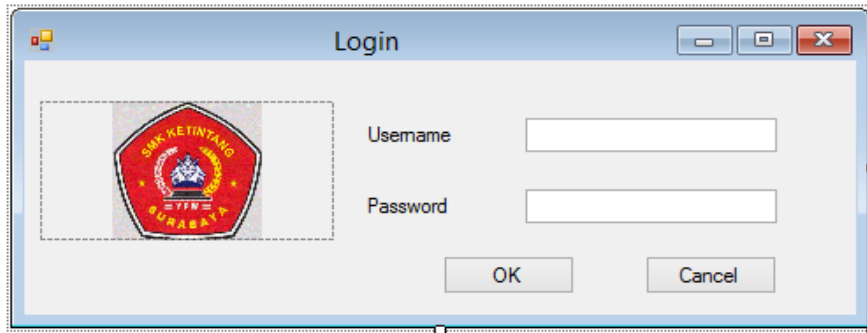 Login
SMK KETINTANG
YPM
SURABAYA
Username
Password
OK
Cancel